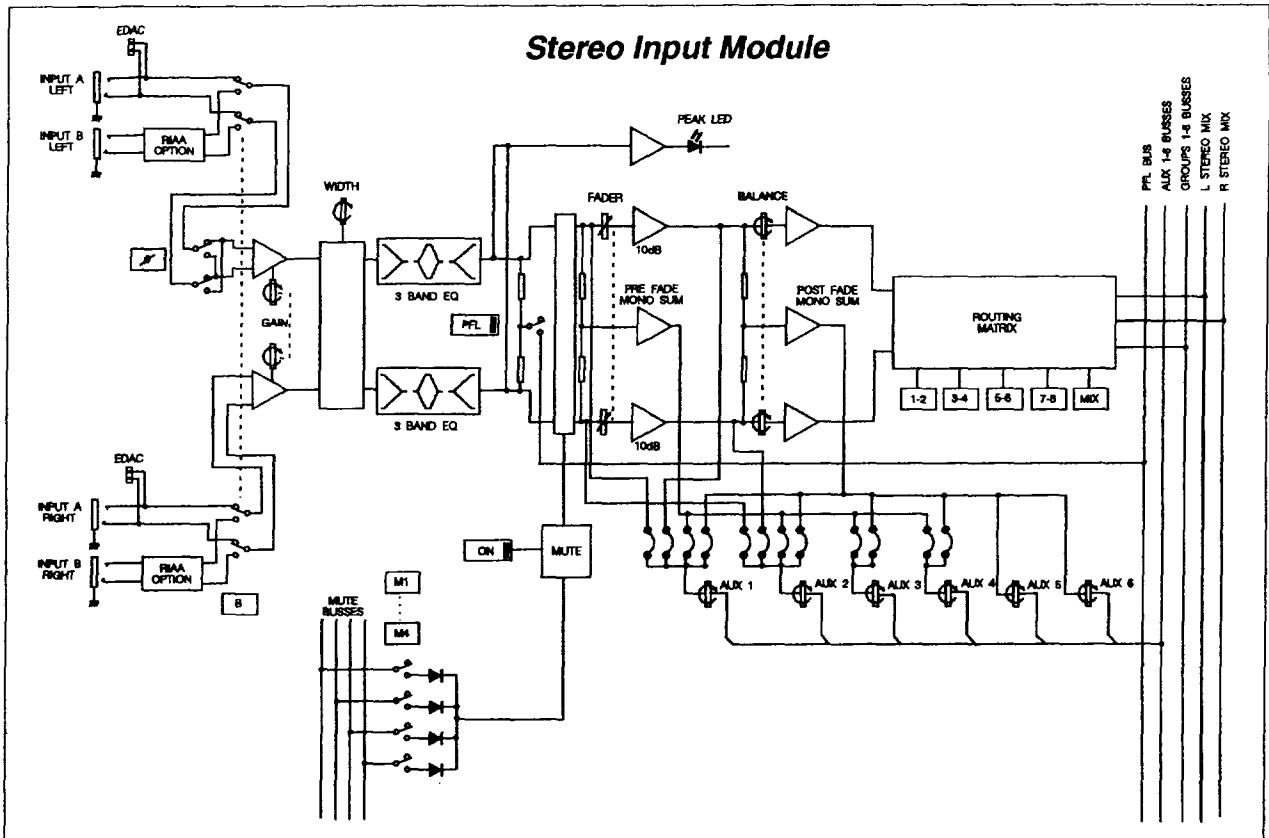 Stereo Input Module
EDAC
INPUT A
LEFT
INPUT B
LEFT
RIAA
OPTION
PEAK LED
PFL BUS
AUX 1-6 BUSSES
GROUPS 1-8 BUSSES
L STEREO MIX
R STEREO MIX
WIDTH
FADER
BALANCE
10dB
3 BAND EQ
GAIN
PFL
PRE FADE
MONO SUM
POST FADE
MONO SUM
ROUTING
MATRIX
1-2
3-4
5-6
7-8
MIX
3 BAND EQ
10dB
EDAC
INPUT A
RIGHT
INPUT B
RIGHT
RIAA
OPTION
B
ON
MUTE
AUX 1
AUX 2
AUX 3
AUX 4
AUX 5
AUX 6
M1
M4
MUTE
BUSSES